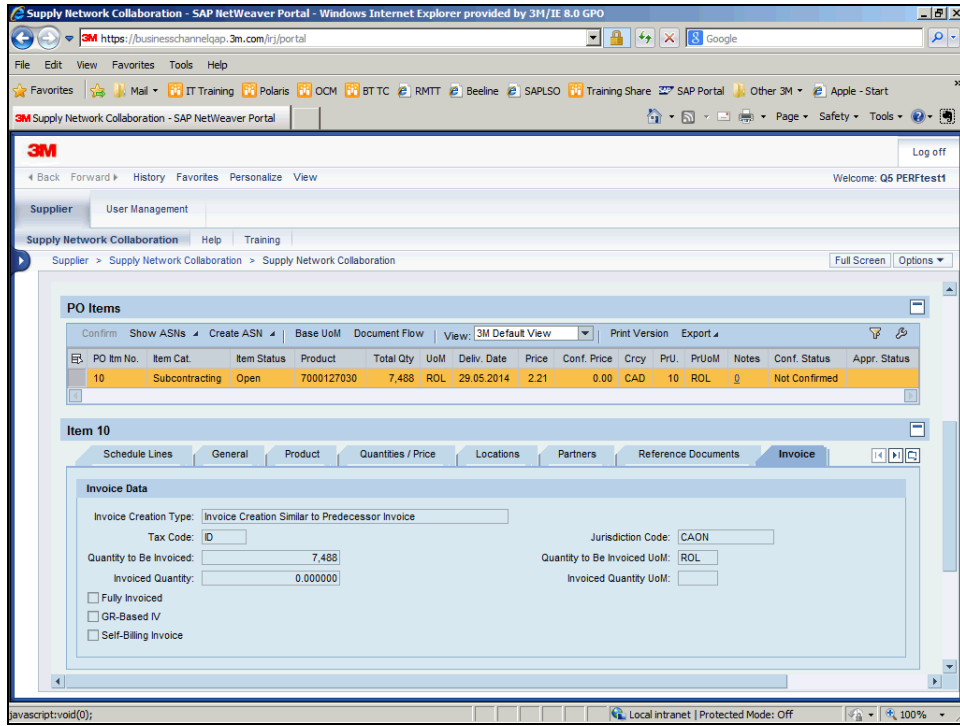 Supply Network Collaboration - SAP NetWeaver Portal - Windows Internet Explorer provided by 3M/IE 8.0 GPO
3M https://businesschannelqap.3m.com/irj/portal Google
File Edit View Favorites Tools Help
Favorites Mail IT Training Polaris OCM BT TC RMTT Beeline SAPLSO Training Share SAP Portal Other 3M Apple - Start »
3M Supply Network Collaboration - SAP NetWeaver Portal Page Safety Tools
3M Log off
Back Forward History Favorites Personalize View Welcome: Q5 PERFtest1
Supplier User Management
Supply Network Collaboration Help Training
Supplier > Supply Network Collaboration > Supply Network Collaboration Full Screen Options
PO Items
Confirm Show ASNs Create ASN Base UoM Document Flow View: 3M Default View Print Version Export
PO Itm No. Item Cat. Item Status Product Total Qty UoM Deliv. Date Price Conf. Price Crcy PrU. PrUoM Notes Conf. Status Appr. Status
10 Subcontracting Open 7000127030 7,488 ROL 29.05.2014 2.21 0.00 CAD 10 ROL 0 Not Confirmed
Item 10
Schedule Lines General Product Quantities / Price Locations Partners Reference Documents Invoice
Invoice Data
Invoice Creation Type: Invoice Creation Similar to Predecessor Invoice
Tax Code: ID Jurisdiction Code: CAON
Quantity to Be Invoiced: 7,488 Quantity to Be Invoiced UoM: ROL
Invoiced Quantity: 0.000000 Invoiced Quantity UoM:
Fully Invoiced
GR-Based IV
Self-Billing Invoice
javascript:void(0); Local intranet | Protected Mode: Off 100%